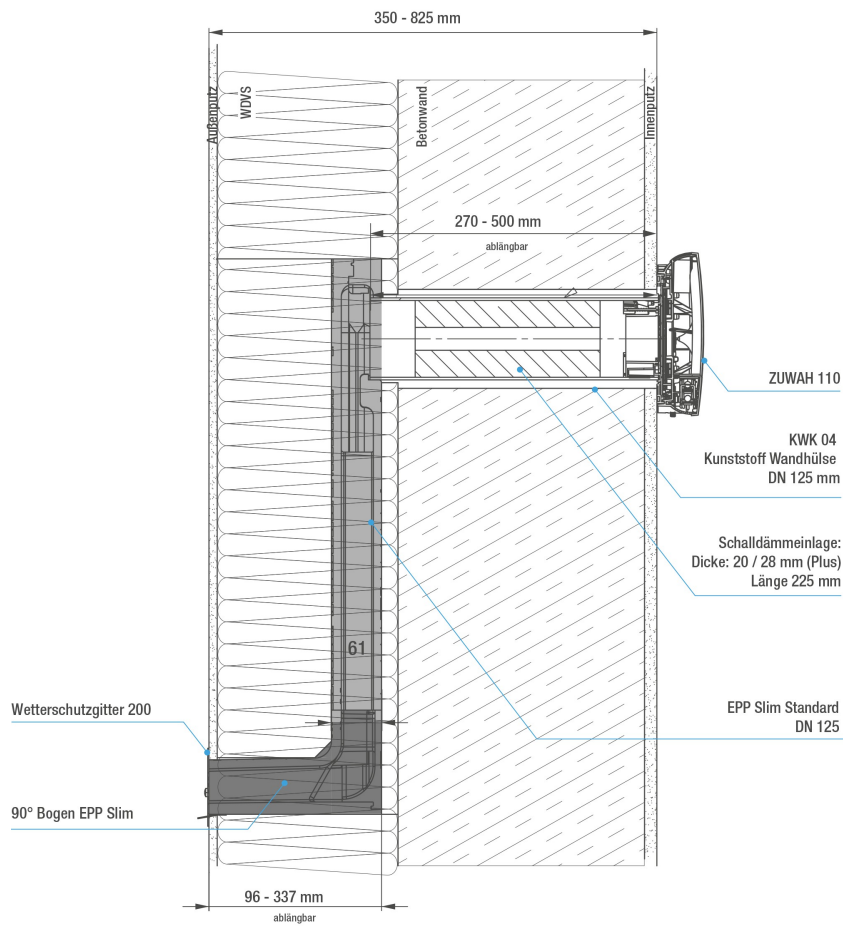 350 - 825 mm
Außenputz
WDVS
Betonwand
Innenputz
270 - 500 mm
ablängbar
ZUWAH 110
KWK 04
Kunststoff Wandhülse
DN 125 mm
Schalldämmeinlage:
Dicke: 20 / 28 mm (Plus)
Länge 225 mm
61
Wetterschutzgitter 200
EPP Slim Standard
DN 125
90° Bogen EPP Slim
96 - 337 mm
ablängbar